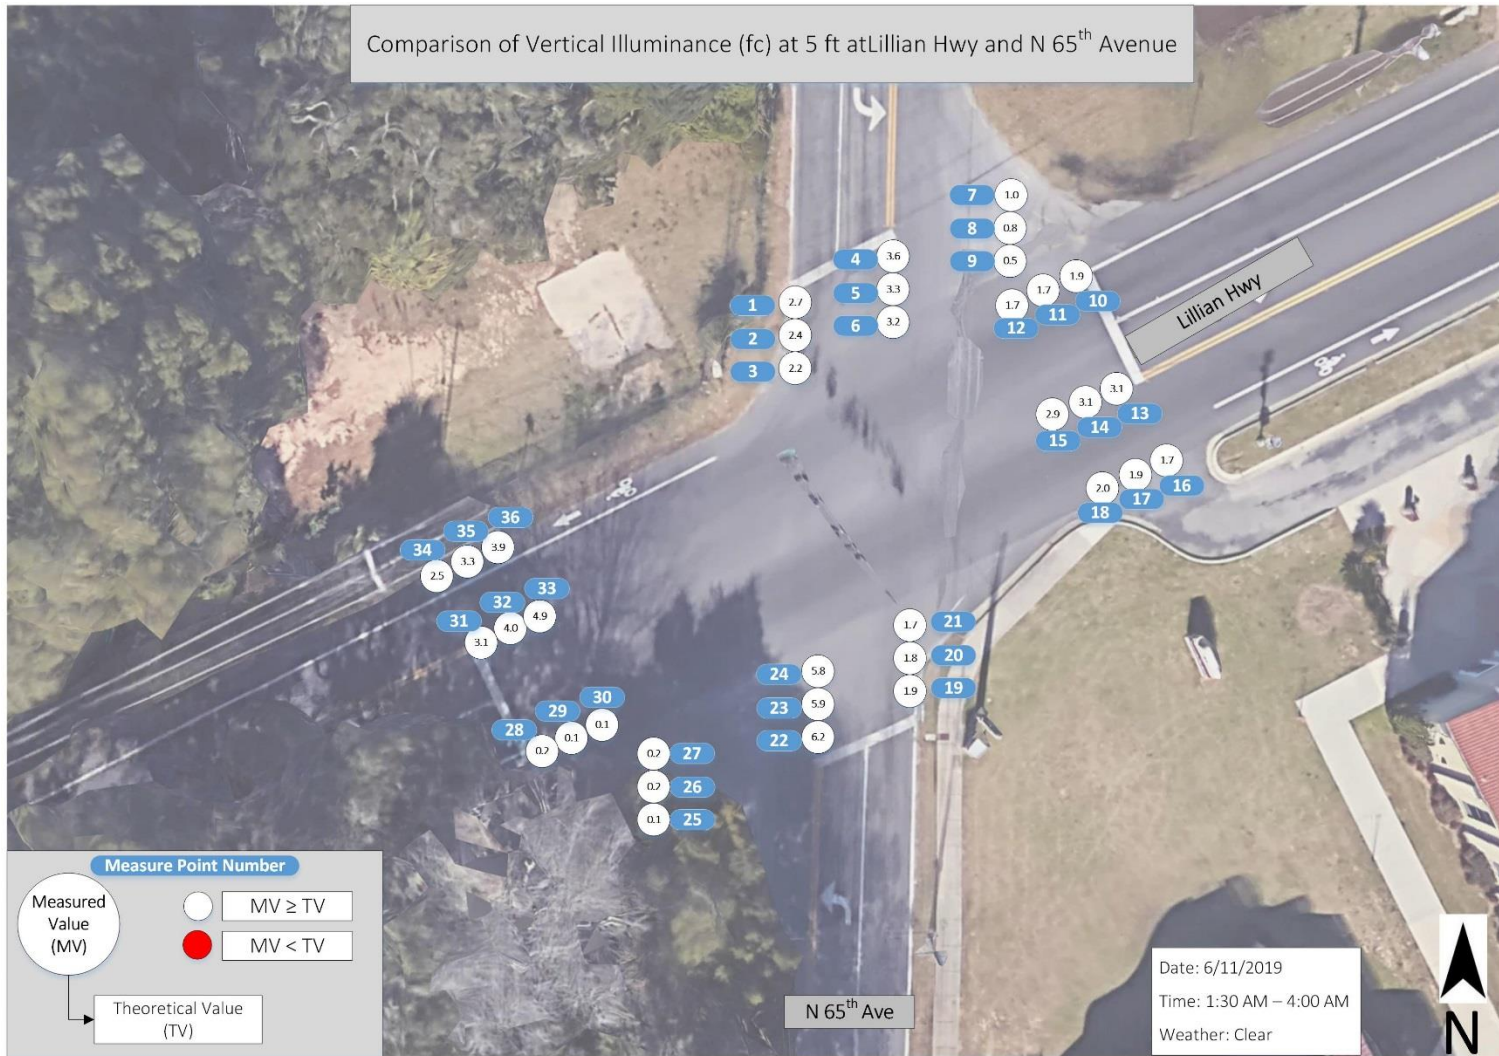 Comparison of Vertical Illuminance (fc) at 5 ft atLillian Hwy and N 65th Avenue
7 1.0
8 0.8
9 0.5
4 3.6
5 3.3
6 3.2
1 2.7
2 2.4
3 2.2
1.7 1.7 1.9
12 11 10
Lillian Hwy
2.9 3.1 3.1
15 14 13
2.0 1.9 1.7
18 17 16
34 35 36
2.5 3.3 3.9
31 32 33
3.1 4.0 4.9
1.7 21
1.8 20
1.9 19
24 5.8
23 5.9
22 6.2
28 29 30
0.2 0.1 0.1
0.2 27
0.2 26
0.1 25
Measure Point Number
Measured
Value
(MV)
MV ≥ TV
MV < TV
Theoretical Value
(TV)
N 65th Ave
Date: 6/11/2019
Time: 1:30 AM – 4:00 AM
Weather: Clear
N